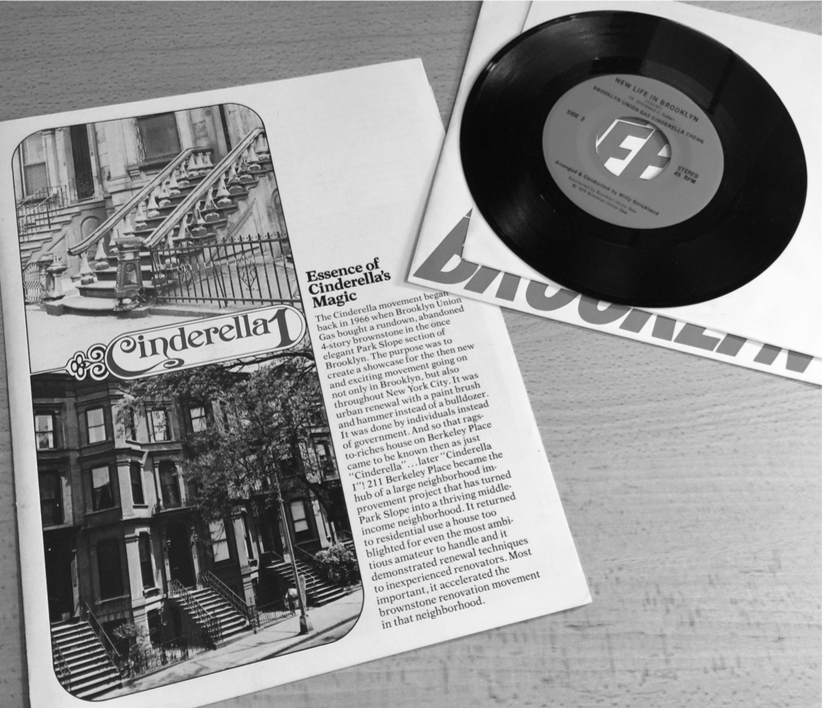 Cinderella 1
Essence of
Cinderella's
Magic
The Cinderella movement began
back in 1966 when Brooklyn Union
Gas bought a rundown, abandoned
4-story brownstone in the once
elegant Park Slope section of
Brooklyn. The purpose was to
create a showcase for the then new
and exciting movement going on
not only in Brooklyn, but also
throughout New York City. It was
urban renewal with a paint brush
and hammer instead of a bulldozer.
It was done by individuals instead
of government. And so that rags-
to-riches house on Berkeley Place
came to be known then as just
"Cinderella"...later "Cinderella
1"! 211 Berkeley Place became the
hub of a large neighborhood im-
provement project that has turned
Park Slope into a thriving middle-
income neighborhood. It returned
to residential use a house too
blighted for even the most ambi-
tious amateur to handle and it
demonstrated renewal techniques
to inexperienced renovators. Most
important, it accelerated the
brownstone renovation movement
in that neighborhood.
NEW LIFE IN BROOKLYN
BROOKLYN UNION GAS CINDERELLA THEME
SIDE 2
STEREO
45 RPM
Arranged & Conducted by
BROOKLYN